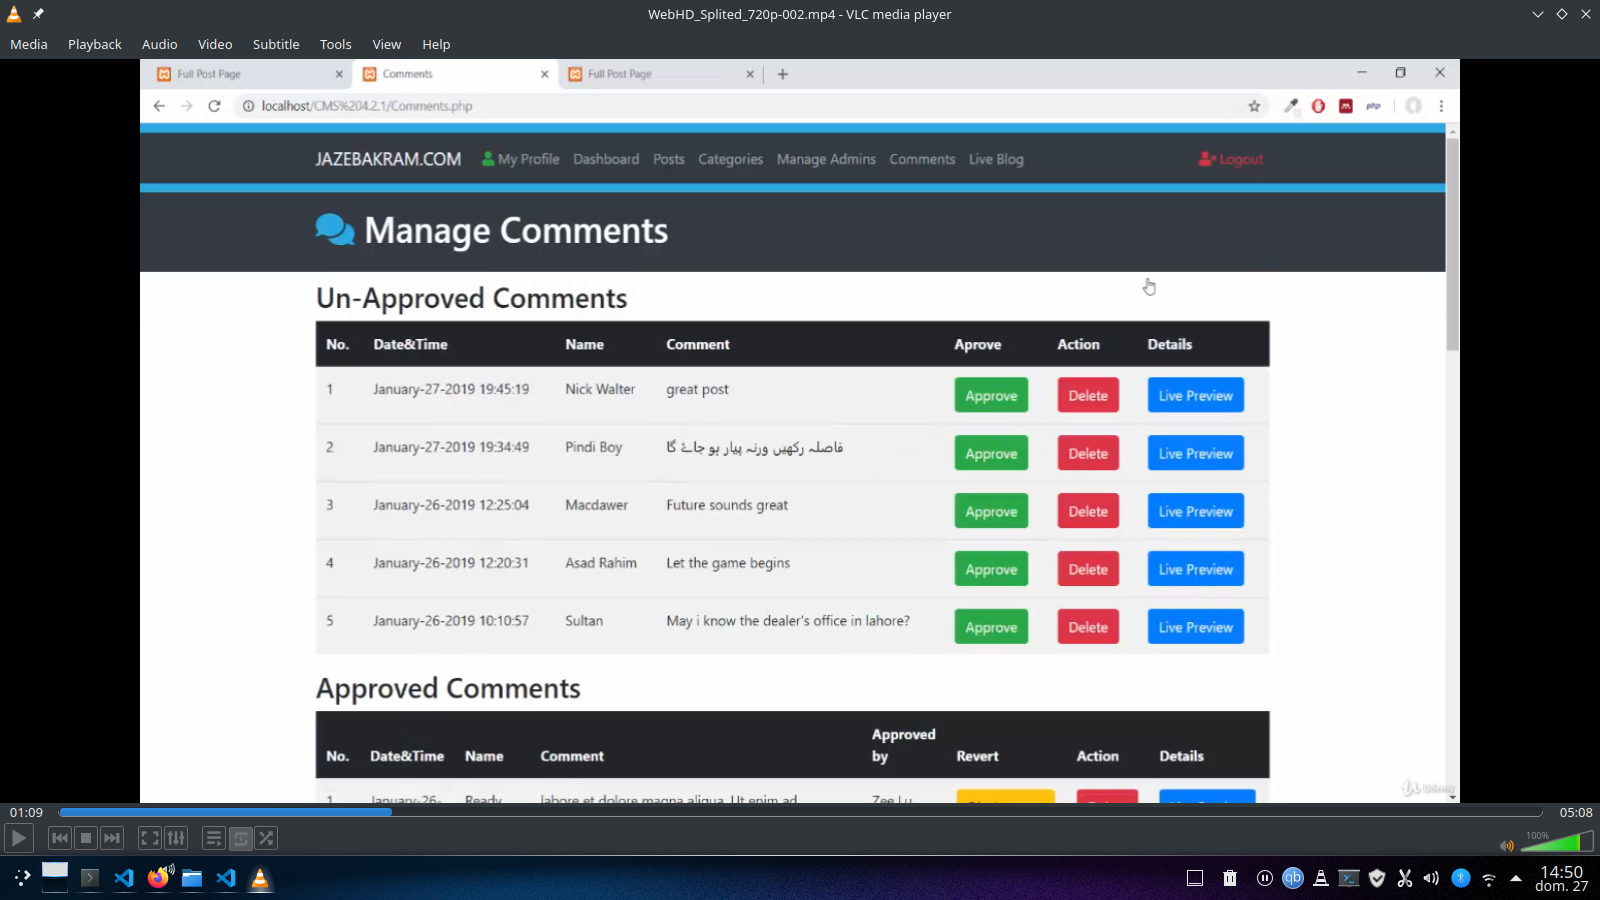 WebHD_Splited_720p-002.mp4 - VLC media player
Media Playback Audio Video Subtitle Tools View Help
Full Post Page Comments Full Post Page
localhost/CMS%204.2.1/Comments.php php
JAZEBAKRAM.COM My Profile Dashboard Posts Categories Manage Admins Comments Live Blog Logout
Manage Comments
Un-Approved Comments
No. Date&Time Name Comment Aprove Action Details
1 January-27-2019 19:45:19 Nick Walter great post Approve Delete Live Preview
2 January-27-2019 19:34:49 Pindi Boy فاصلہ رکھیں ورنہ پیار ہو جائے گا Approve Delete Live Preview
3 January-26-2019 12:25:04 Macdawer Future sounds great Approve Delete Live Preview
4 January-26-2019 12:20:31 Asad Rahim Let the game begins Approve Delete Live Preview
5 January-26-2019 10:10:57 Sultan May i know the dealer's office in lahore? Approve Delete Live Preview
Approved Comments
No. Date&Time Name Comment Approved by Revert Action Details
1 January-26- Ready labore et dolore magna aliqua. Ut enim ad Zee Lu
Udemy
01:09 05:08
100%
qb
14:50
dom. 27